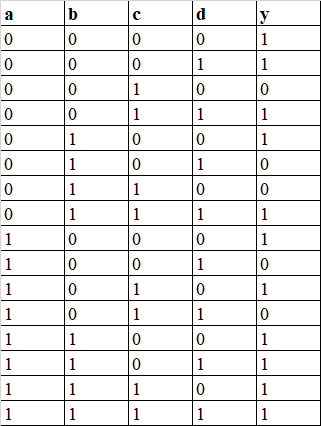 a b c d y
0 0 0 0 1
0 0 0 1 1
0 0 1 0 0
0 0 1 1 1
0 1 0 0 1
0 1 0 1 0
0 1 1 0 0
0 1 1 1 1
1 0 0 0 1
1 0 0 1 0
1 0 1 0 1
1 0 1 1 0
1 1 0 0 1
1 1 0 1 1
1 1 1 0 1
1 1 1 1 1